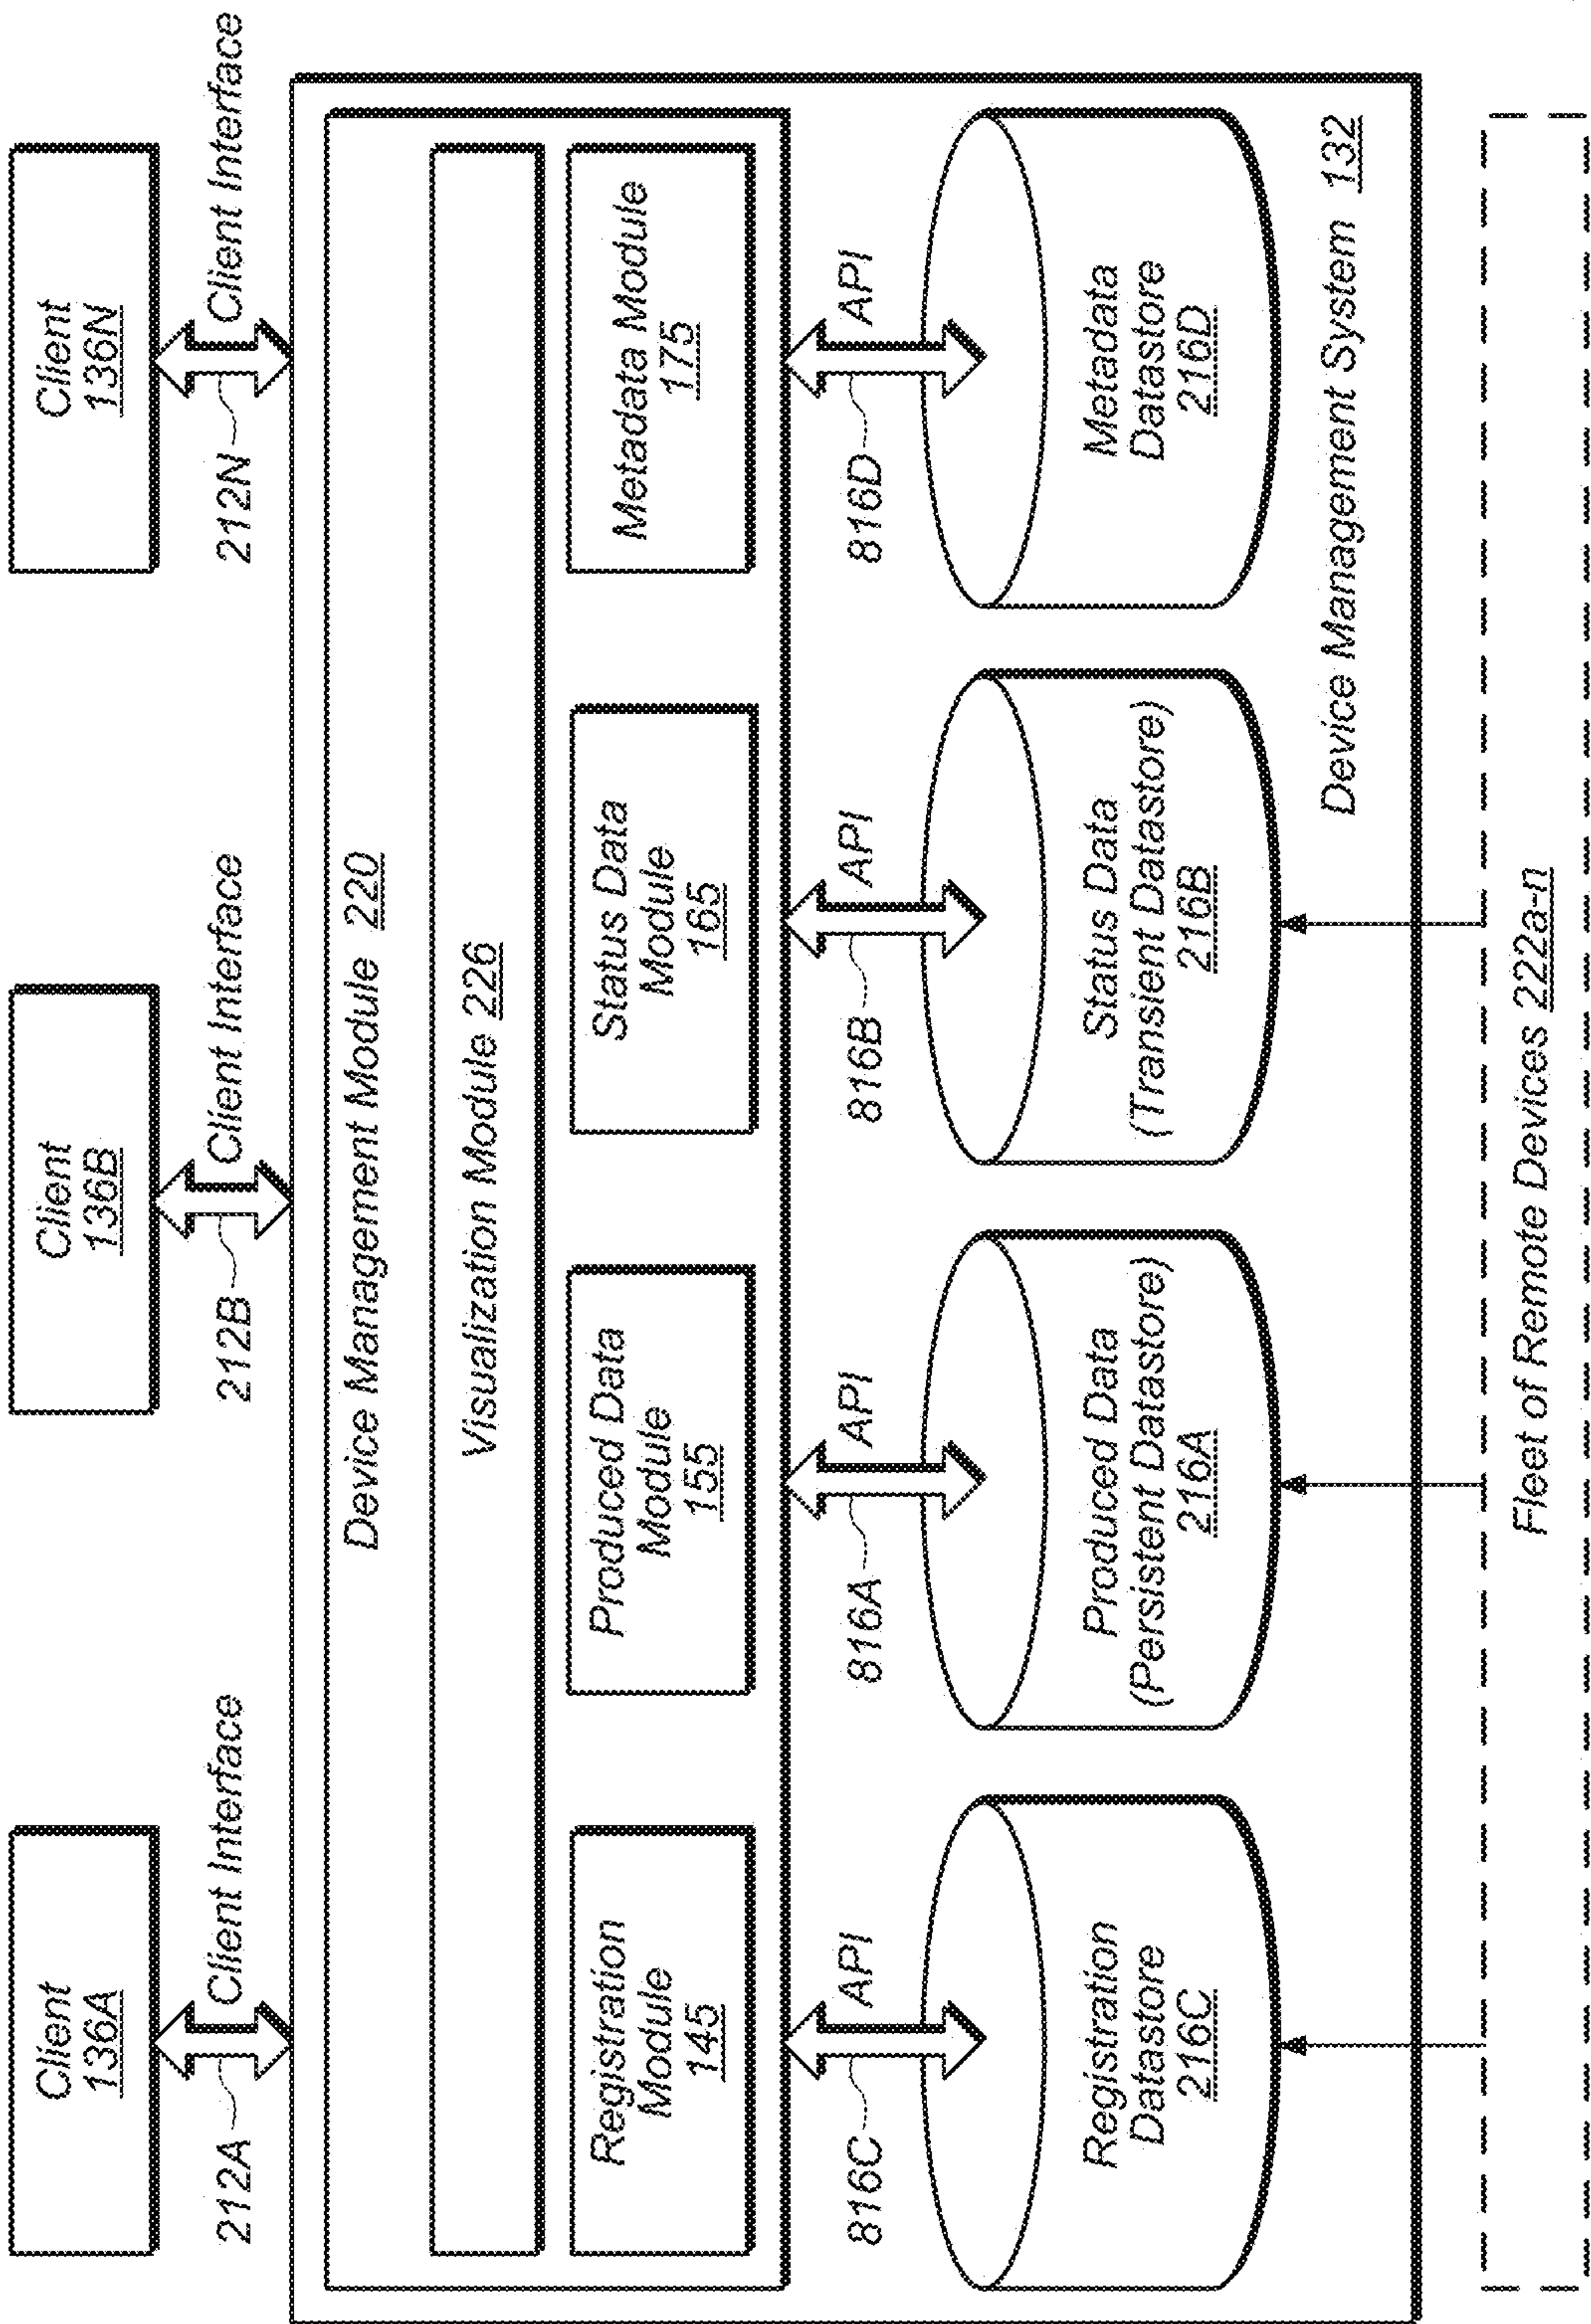 Client
136A
Client
136B
Client
136N
212A
Client Interface
212B
Client Interface
212N
Client Interface
Device Management Module 220
Visualization Module 226
Registration
Module
145
Produced Data
Module
155
Status Data
Module
165
Metadata Module
175
816C
API
816A
API
816B
API
816D
API
Registration
Datastore
216C
Produced Data
(Persistent Datastore)
216A
Status Data
(Transient Datastore)
216B
Metadata
Datastore
216D
Device Management System 132
Fleet of Remote Devices 222a-n